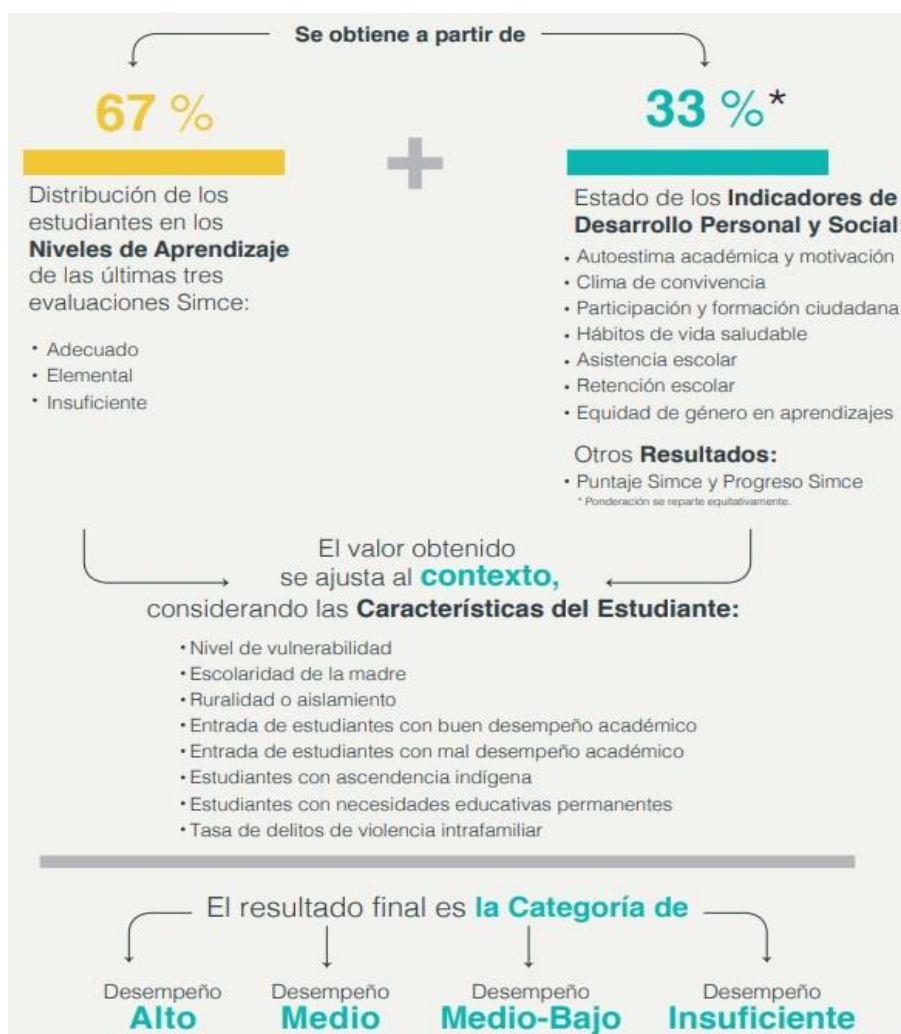 Se obtiene a partir de
67 %
Distribución de los
estudiantes en los
Niveles de Aprendizaje
de las últimas tres
evaluaciones Simce:
• Adecuado
• Elemental
• Insuficiente
+
33 %*
Estado de los Indicadores de
Desarrollo Personal y Social:
• Autoestima académica y motivación
• Clima de convivencia
• Participación y formación ciudadana
• Hábitos de vida saludable
• Asistencia escolar
• Retención escolar
• Equidad de género en aprendizajes
Otros Resultados:
• Puntaje Simce y Progreso Simce
* Ponderación se reparte equitativamente.
El valor obtenido
se ajusta al contexto,
considerando las Características del Estudiante:
• Nivel de vulnerabilidad
• Escolaridad de la madre
• Ruralidad o aislamiento
• Entrada de estudiantes con buen desempeño académico
• Entrada de estudiantes con mal desempeño académico
• Estudiantes con ascendencia indígena
• Estudiantes con necesidades educativas permanentes
• Tasa de delitos de violencia intrafamiliar
El resultado final es la Categoría de
Desempeño
Alto
Desempeño
Medio
Desempeño
Medio-Bajo
Desempeño
Insuficiente